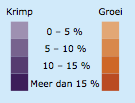 Krimp Groei
0 – 5 %
5 – 10 %
10 – 15 %
Meer dan 15 %